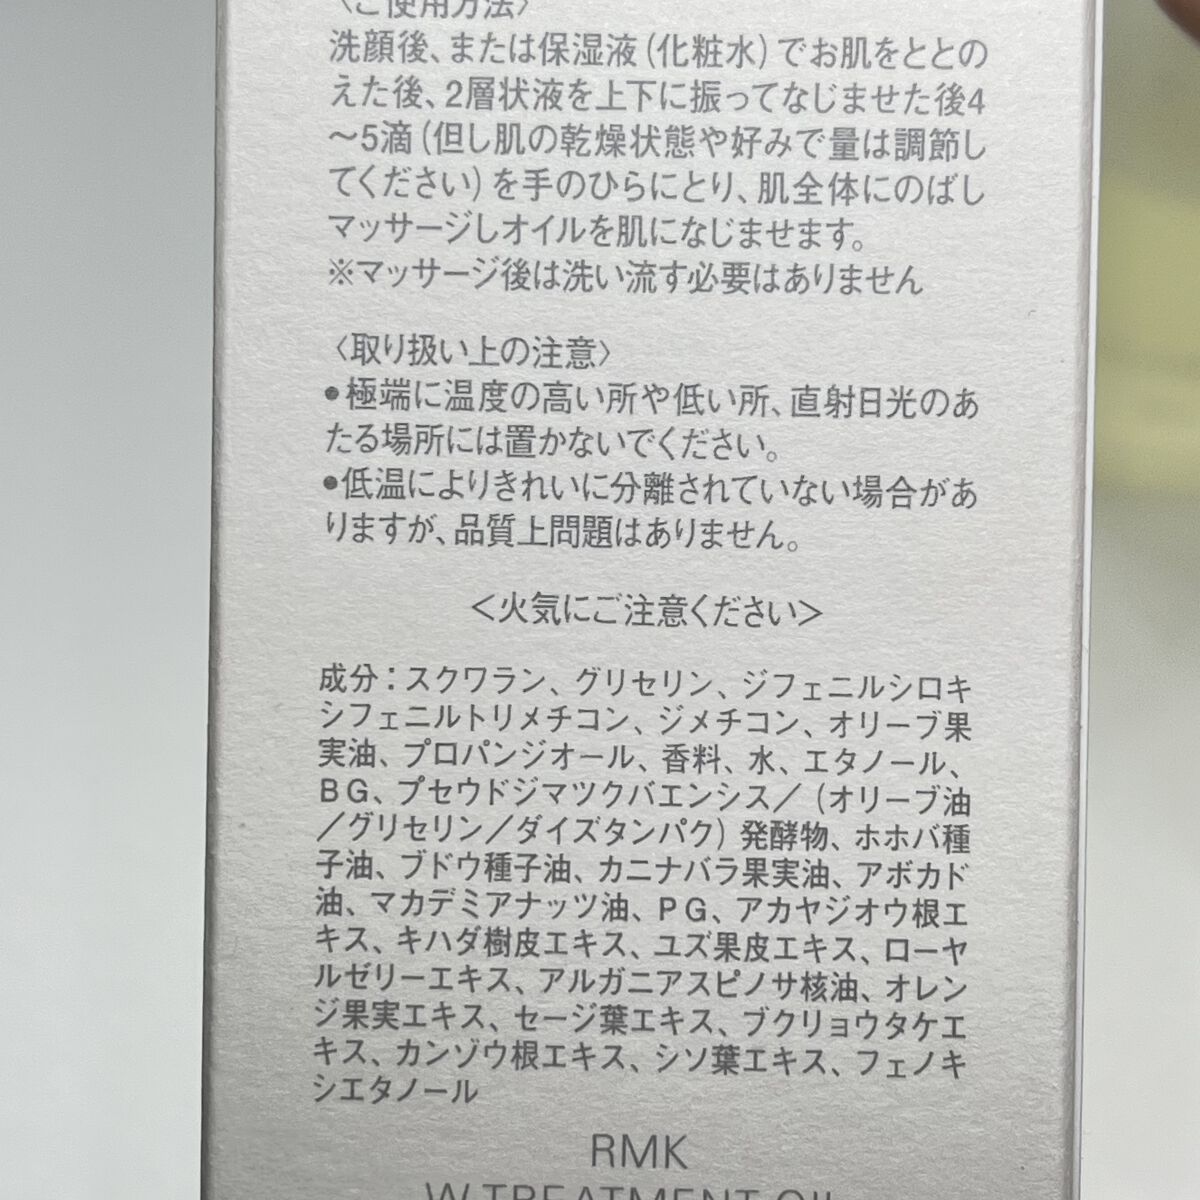 〈ご使用方法〉
洗顔後、または保湿液(化粧水)でお肌をととの
えた後、2層状液を上下に振ってなじませた後4
〜5滴(但し肌の乾燥状態や好みで量は調節し
てください)を手のひらにとり、肌全体にのばし
マッサージしオイルを肌になじませます。
※マッサージ後は洗い流す必要はありません
〈取り扱い上の注意〉
●極端に温度の高い所や低い所、直射日光のあ
たる場所には置かないでください。
●低温によりきれいに分離されていない場合があ
りますが、品質上問題はありません。
＜火気にご注意ください＞
成分：スクワラン、グリセリン、ジフェニルシロキ
シフェニルトリメチコン、ジメチコン、オリーブ果
実油、プロパンジオール、香料、水、エタノール、
BG、プセウドジマツクバエンシス／(オリーブ油
／グリセリン／ダイズタンパク)発酵物、ホホバ種
子油、ブドウ種子油、カニナバラ果実油、アボカド
油、マカデミアナッツ油、PG、アカヤジオウ根エ
キス、キハダ樹皮エキス、ユズ果皮エキス、ローヤ
ルゼリーエキス、アルガニアスピノサ核油、オレン
ジ果実エキス、セージ葉エキス、ブクリョウタケエ
キス、カンゾウ根エキス、シソ葉エキス、フェノキ
シエタノール
RMK
W TREATMENT OIL